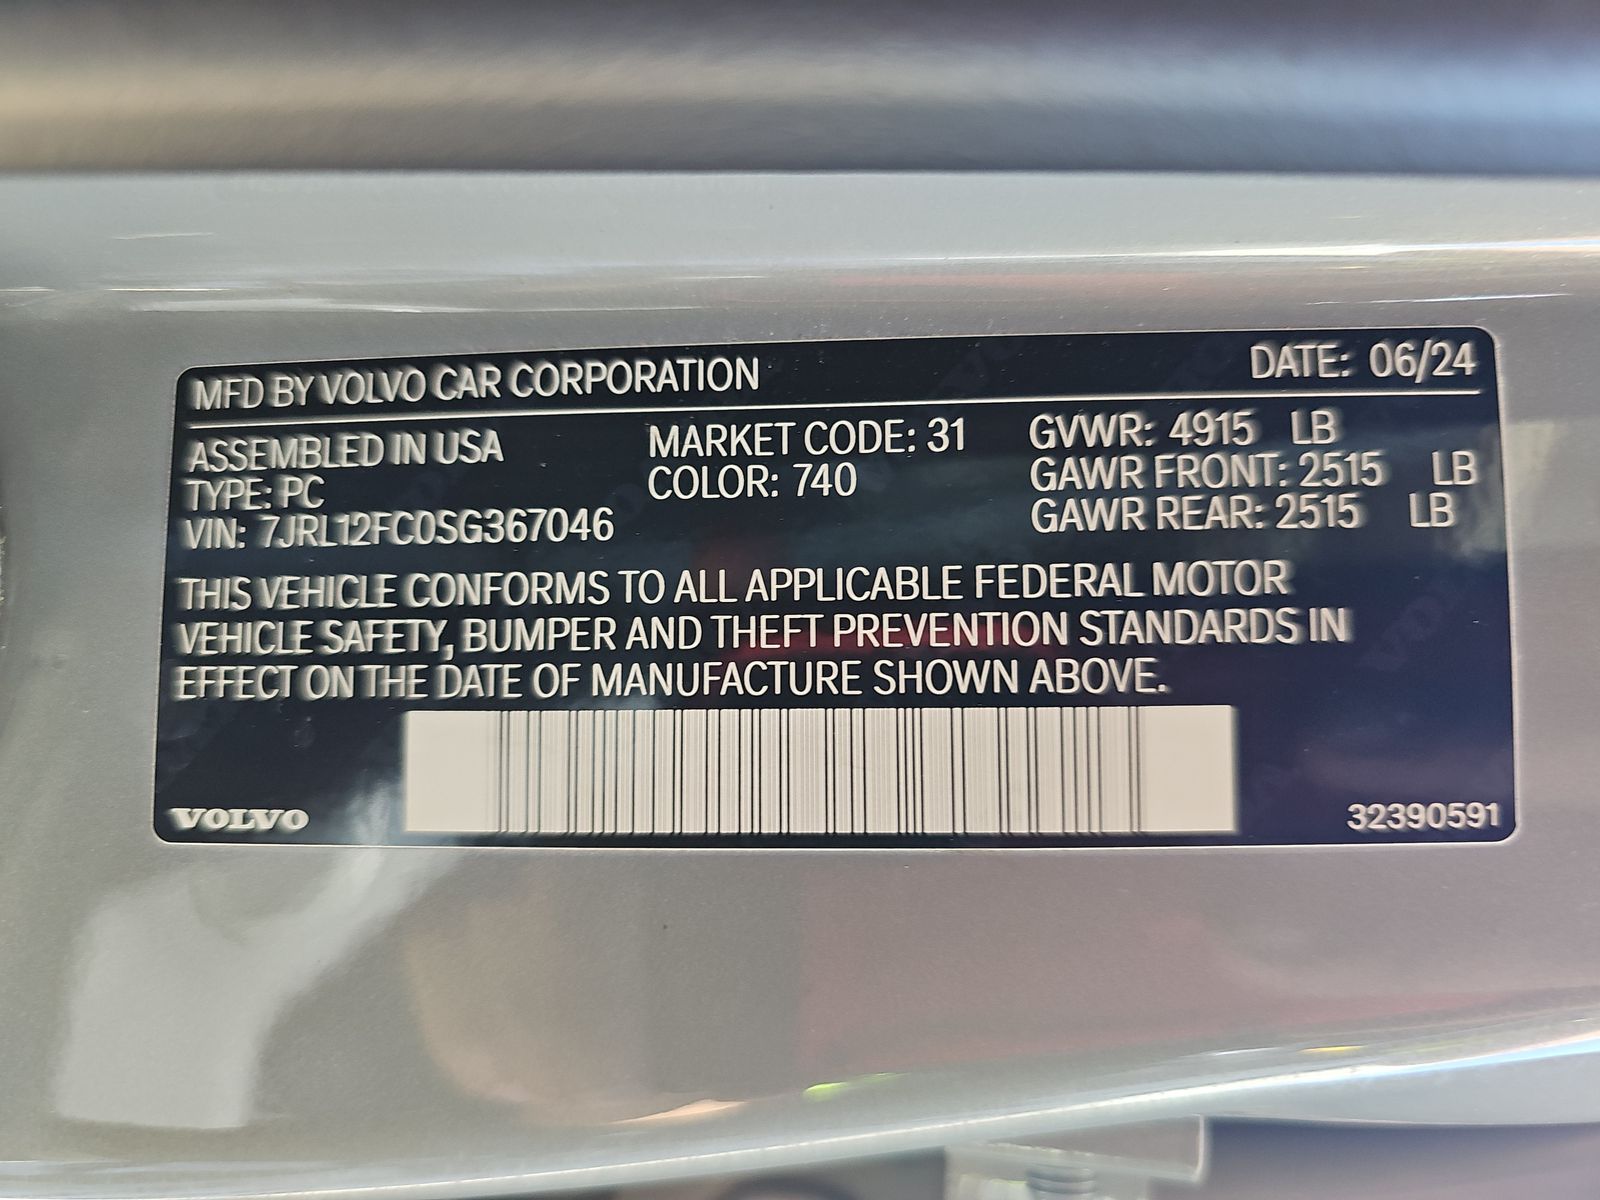 MFD BY VOLVO CAR CORPORATION DATE: 06/24
ASSEMBLED IN USA MARKET CODE: 31 GVWR: 4915 LB
TYPE: PC COLOR: 740 GAWR FRONT: 2515 LB
VIN: 7JRL12FC0SG367046 GAWR REAR: 2515 LB
THIS VEHICLE CONFORMS TO ALL APPLICABLE FEDERAL MOTOR
VEHICLE SAFETY, BUMPER AND THEFT PREVENTION STANDARDS IN
EFFECT ON THE DATE OF MANUFACTURE SHOWN ABOVE.
VOLVO 32390591